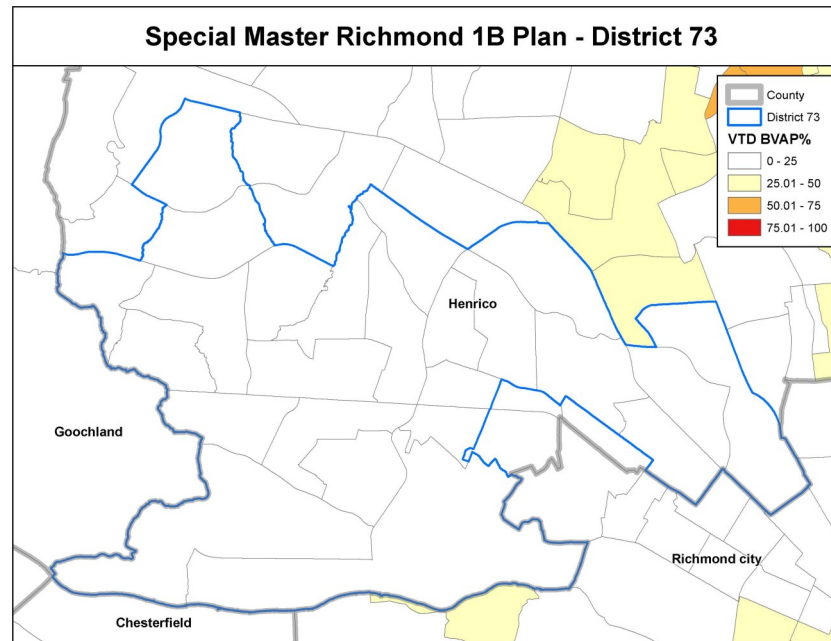 Special Master Richmond 1B Plan - District 73
County
District 73
VTD BVAP%
0 - 25
25.01 - 50
50.01 - 75
75.01 - 100
Henrico
Goochland
Richmond city
Chesterfield